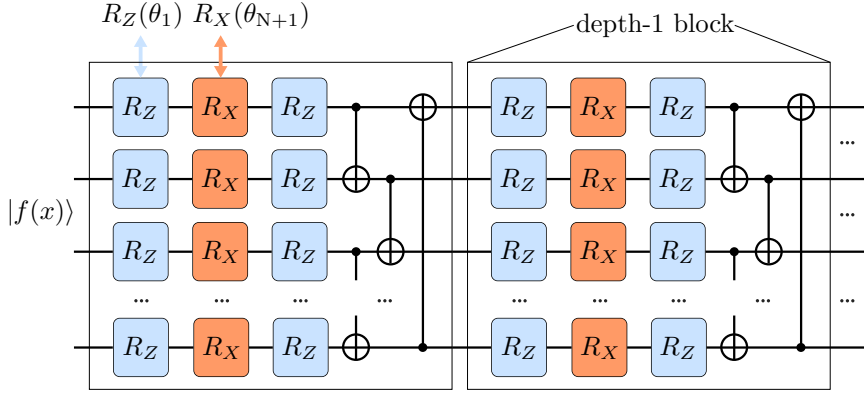 R_Z(θ_1) R_X(θ_{N+1})
depth-1 block
R_Z R_X R_Z R_Z R_X R_Z
...
R_Z R_X R_Z R_Z R_X R_Z
|f(x)⟩ ...
R_Z R_X R_Z R_Z R_X R_Z
... ... ... ... ... ... ... ... ...
R_Z R_X R_Z R_Z R_X R_Z